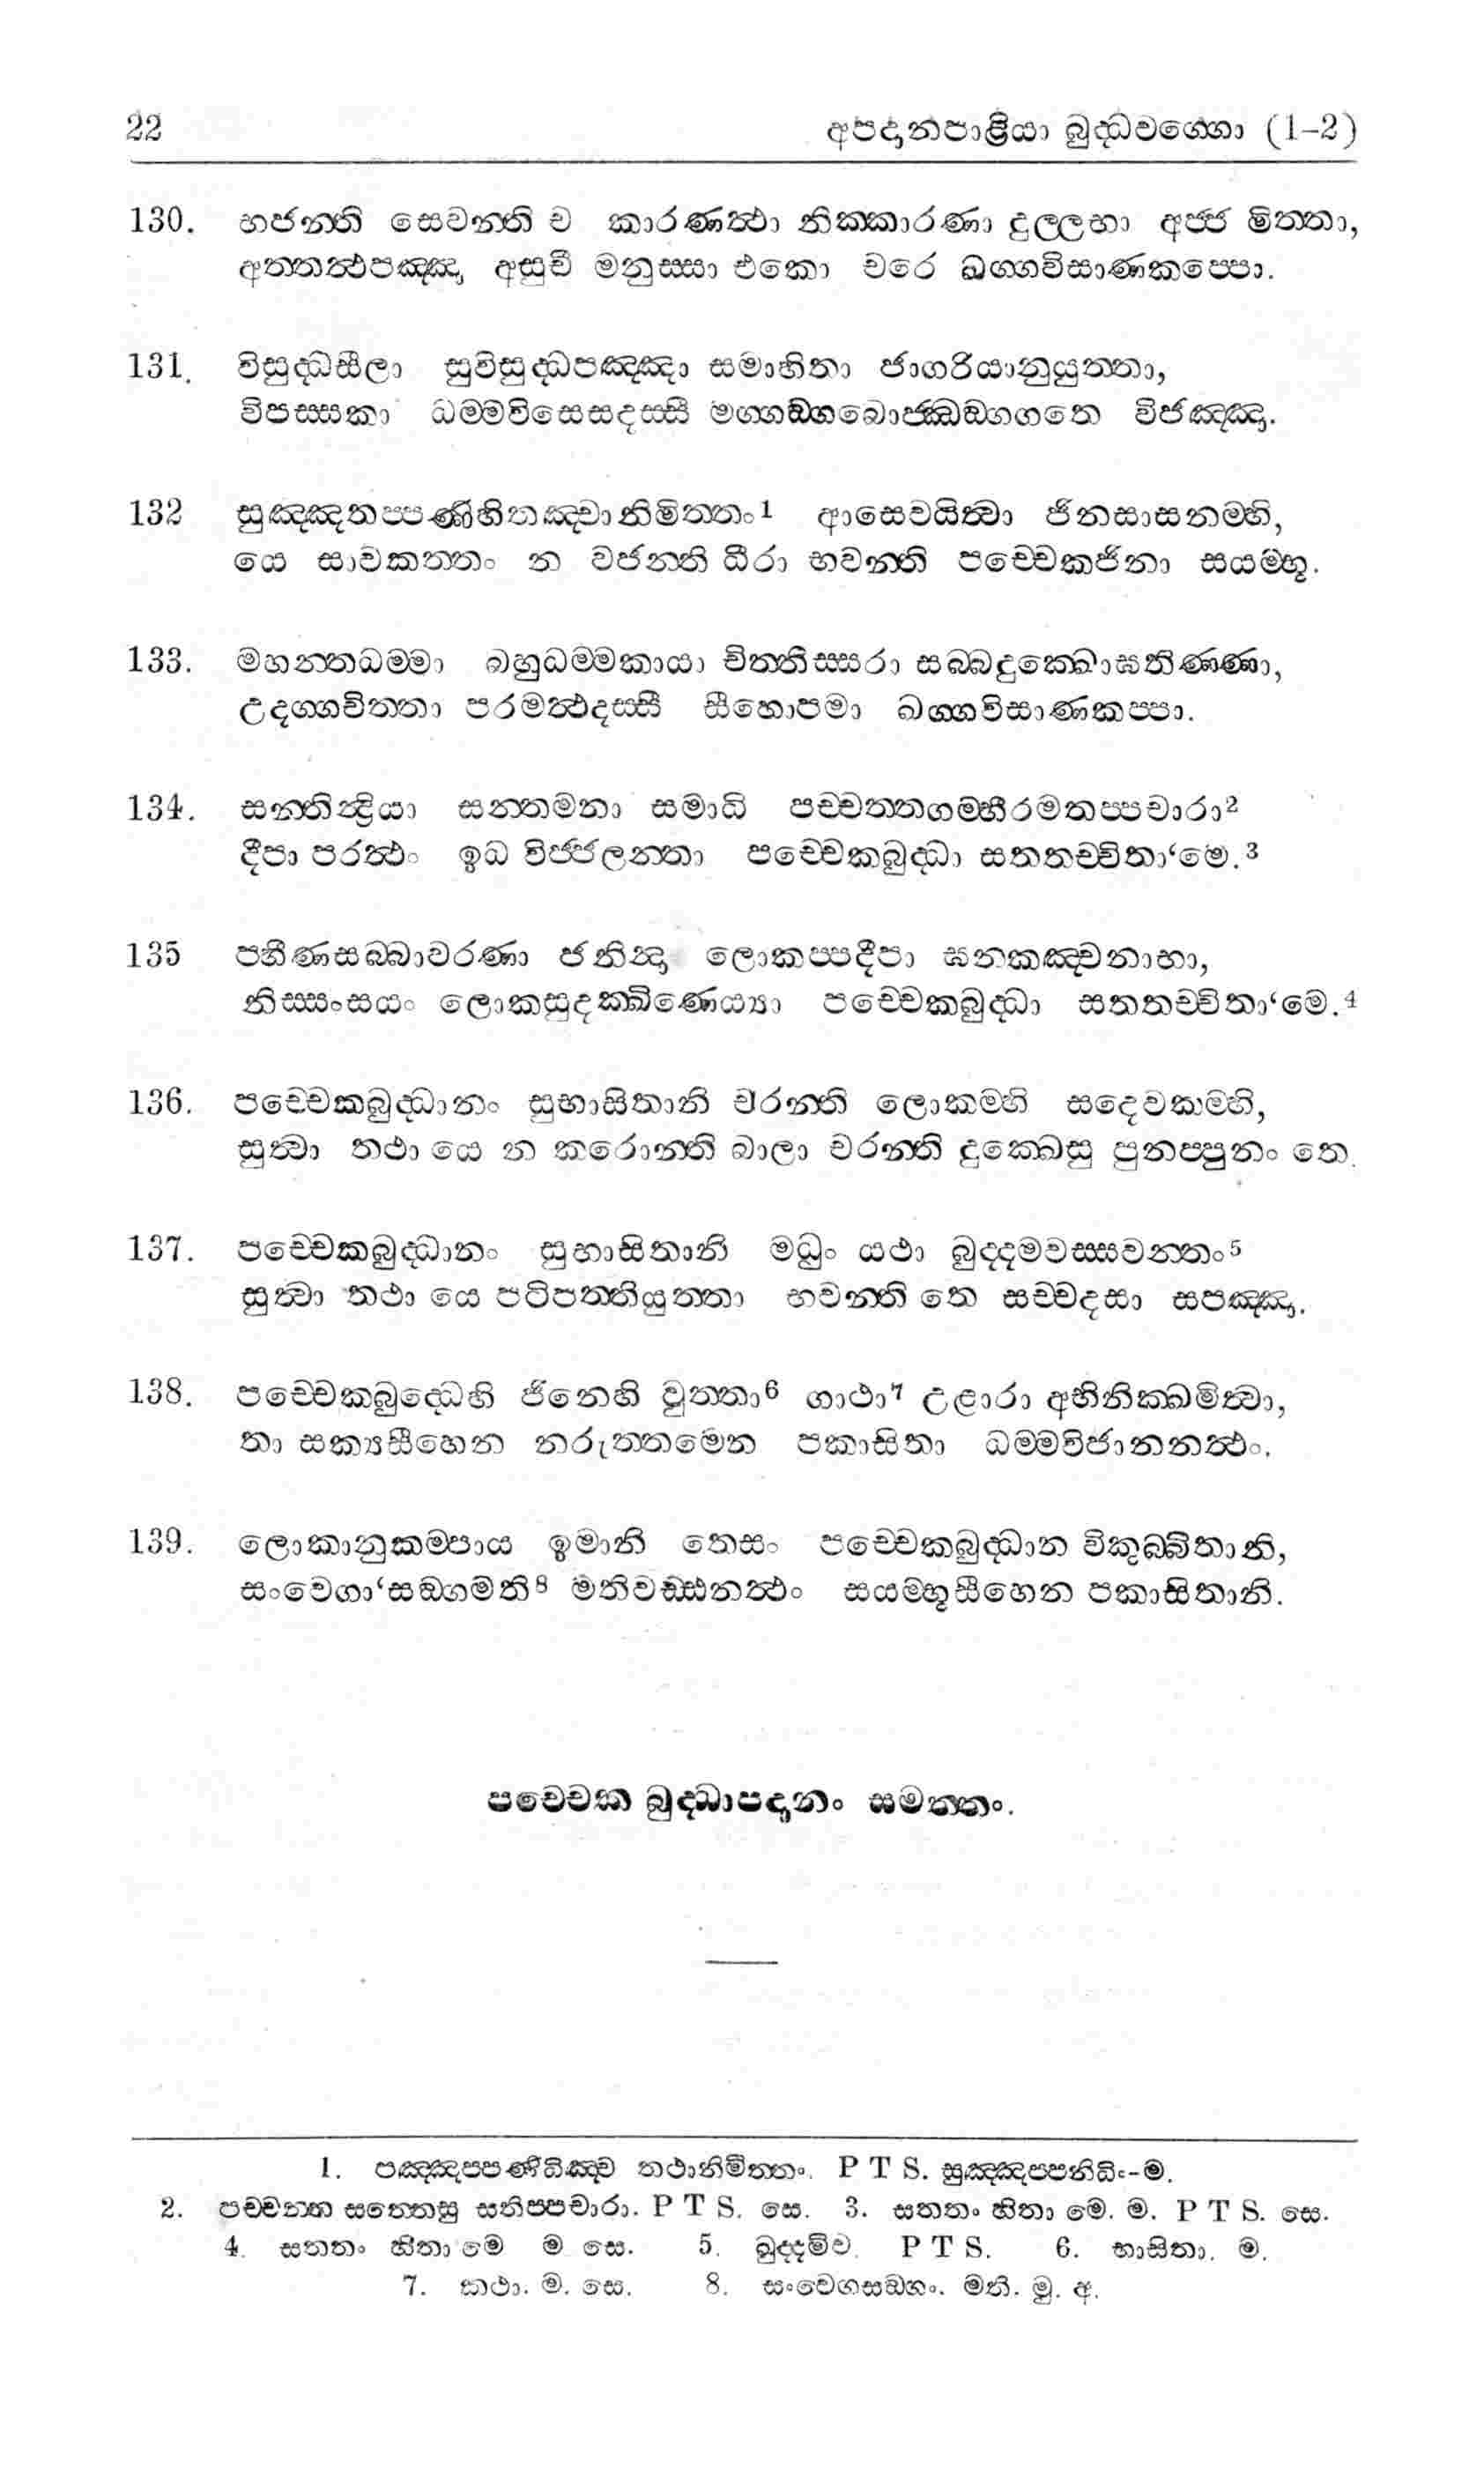 22 අපදානපාළියා බුද්ධවග්ගො (1-2)
130. භජන්ති සෙවන්ති ච කාරණත්ථා නික්කාරණා දුල්ලභා අජ්ජ මිත්තා,
අත්තත්ථපඤ්ඤා අසුචී මනුස්සා එකො චරෙ ඛග්ගවිසාණකප්පො.
131. විසුද්ධසීලා සුවිසුද්ධපඤ්ඤා සමාහිතා ජාගරියානුයුත්තා,
විපස්සකා ධම්මවිසෙසදස්සී මග්ගඞ්ගබොජ්ඣඞ්ගගතෙ විජඤ්ඤා.
132 සුඤ්ඤතප්පණිහිතඤ්චානිමිත්තං1 ආසෙවයිත්වා ජිනසාසනම්හි,
යෙ සාවකත්තං න වජන්ති ධීරා භවන්ති පච්චෙකජිනා සයම්භූ.
133. මහන්තධම්මා බහුධම්මකායා චිත්තිස්සරා සබ්බදුක්ඛොඝතිණ්ණා,
උදග්ගචිත්තා පරමත්ථදස්සී සීහොපමා ඛග්ගවිසාණකප්පා.
134. සන්තින්ද්‍රියා සන්තමනා සමාධි පච්චත්තගම්භීරමතප්පචාරා2
දීපා පරත්ථං ඉධ විජ්ජලන්තා පච්චෙකබුද්ධා සතතච්චිතා‘මෙ.3
135 පහීණසබ්බාවරණා ජනින්දා ලොකප්පදීපා ඝනකඤ්චනාභා,
නිස්සංසයං ලොකසුදක්ඛිණෙය්‍යා පච්චෙකබුද්ධා සතතච්චිතා‘මෙ.4
136. පච්චෙකබුද්ධානං සුභාසිතානි චරන්ති ලොකම්හි සදෙවකම්හි,
සුත්වා තථා යෙ න කරොන්ති බාලා චරන්ති දුක්ඛෙසු පුනප්පුනං තෙ.
137. පච්චෙකබුද්ධානං සුභාසිතානි මධුං යථා ඛුද්දමවස්සවන්තං5
සුත්වා තථා යෙ පටිපත්තියුත්තා භවන්ති තෙ සච්චදසා සපඤ්ඤා.
138. පච්චෙකබුද්ධෙහි ජිනෙහි වුත්තා6 ගාථා7 උළාරා අභිනික්ඛමිත්වා,
තා සක්‍යසීහෙන නරුත්තමෙන පකාසිතා ධම්මවිජානනත්ථං.
139. ලොකානුකම්පාය ඉමානි තෙසං පච්චෙකබුද්ධාන විකුබ්බිතානි,
සංවෙගා‘සඞ්ගමති8 මතිවඩ්ඪනත්ථං සයම්භූසීහෙන පකාසිතානි.
පච්චෙක බුද්ධාපදානං සමත්තං.
1. පඤ්ඤප්පණිධිඤ්ච තථානිමිත්තං. P T S. සුඤ්ඤප්පනිධිං-ම.
2. පච්චන්ත සත්තෙසු සතිප්පචාරා. P T S. සෙ. 3. සතතං හිතා මෙ. ම. P T S. සෙ.
4. සතතං හිතා මෙ ම සෙ. 5. ඛුද්දමිව. P T S. 6. භාසිතා. ම.
7. කථා. ම. සෙ. 8. සංවෙගසඞ්ගං. මති. මු. අ.